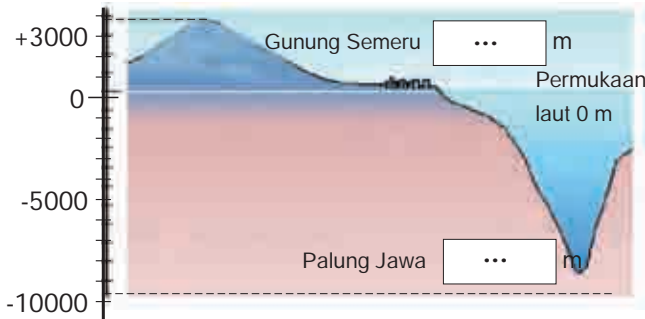 +3000
Gunung Semeru ... m
Permukaan
0
laut 0 m
-5000
Palung Jawa ... m
-10000